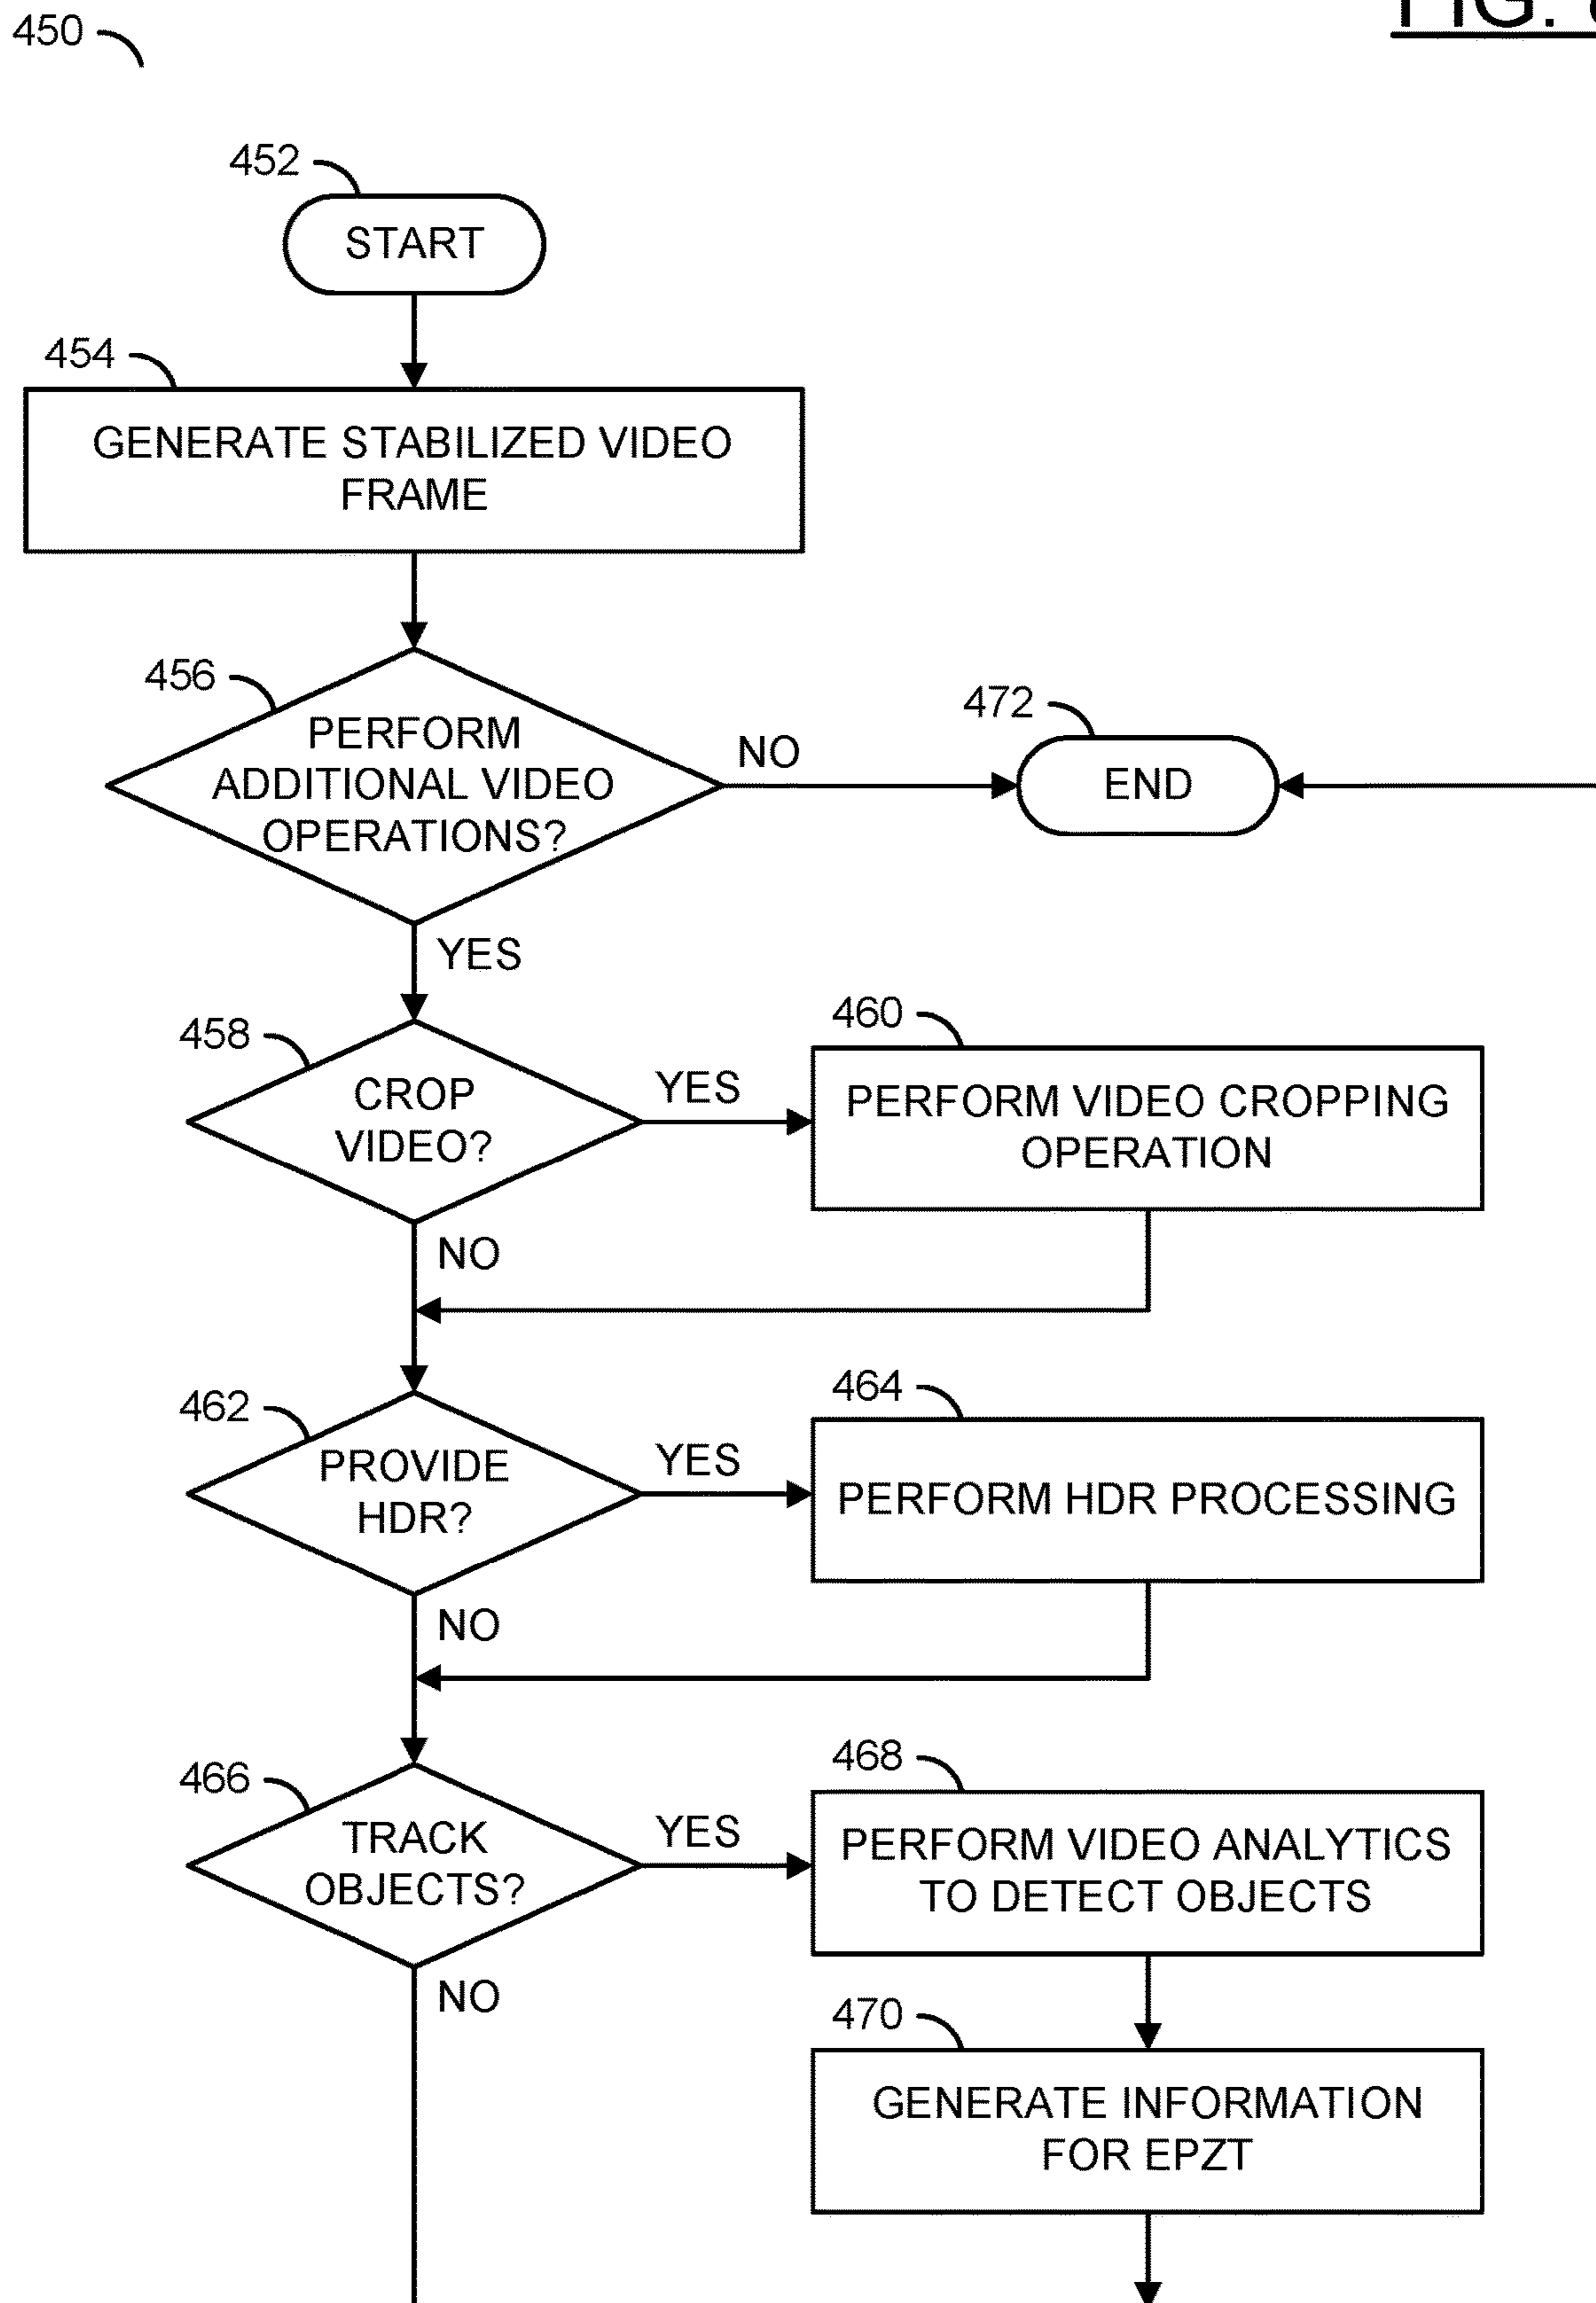 450
FIG.
452
START
454
GENERATE STABILIZED VIDEO
FRAME
456
PERFORM
ADDITIONAL VIDEO
OPERATIONS?
NO
472
END
YES
458
CROP
VIDEO?
YES
460
PERFORM VIDEO CROPPING
OPERATION
NO
462
PROVIDE
HDR?
YES
464
PERFORM HDR PROCESSING
NO
466
TRACK
OBJECTS?
YES
468
PERFORM VIDEO ANALYTICS
TO DETECT OBJECTS
NO
470
GENERATE INFORMATION
FOR EPZT